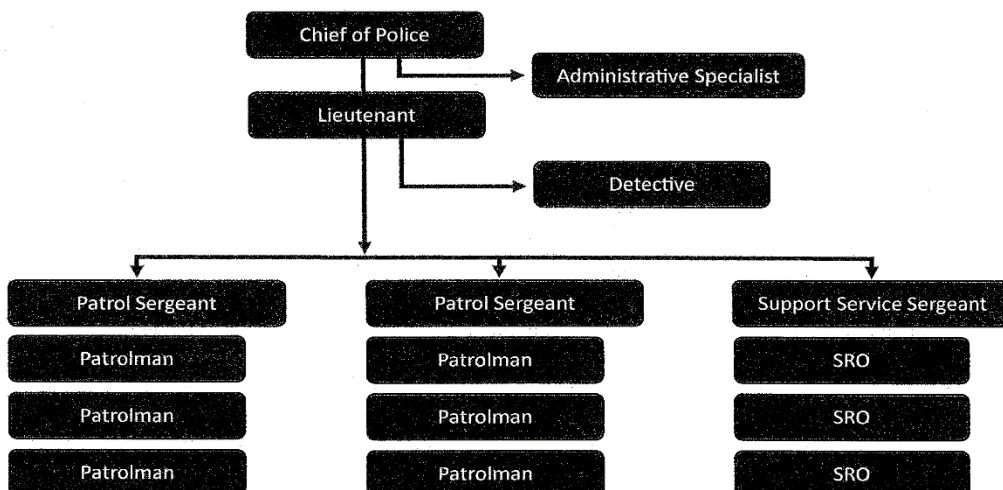 Chief of Police
Administrative Specialist
Lieutenant
Detective
Patrol Sergeant
Patrol Sergeant
Support Service Sergeant
Patrolman
Patrolman
SRO
Patrolman
Patrolman
SRO
Patrolman
Patrolman
SRO